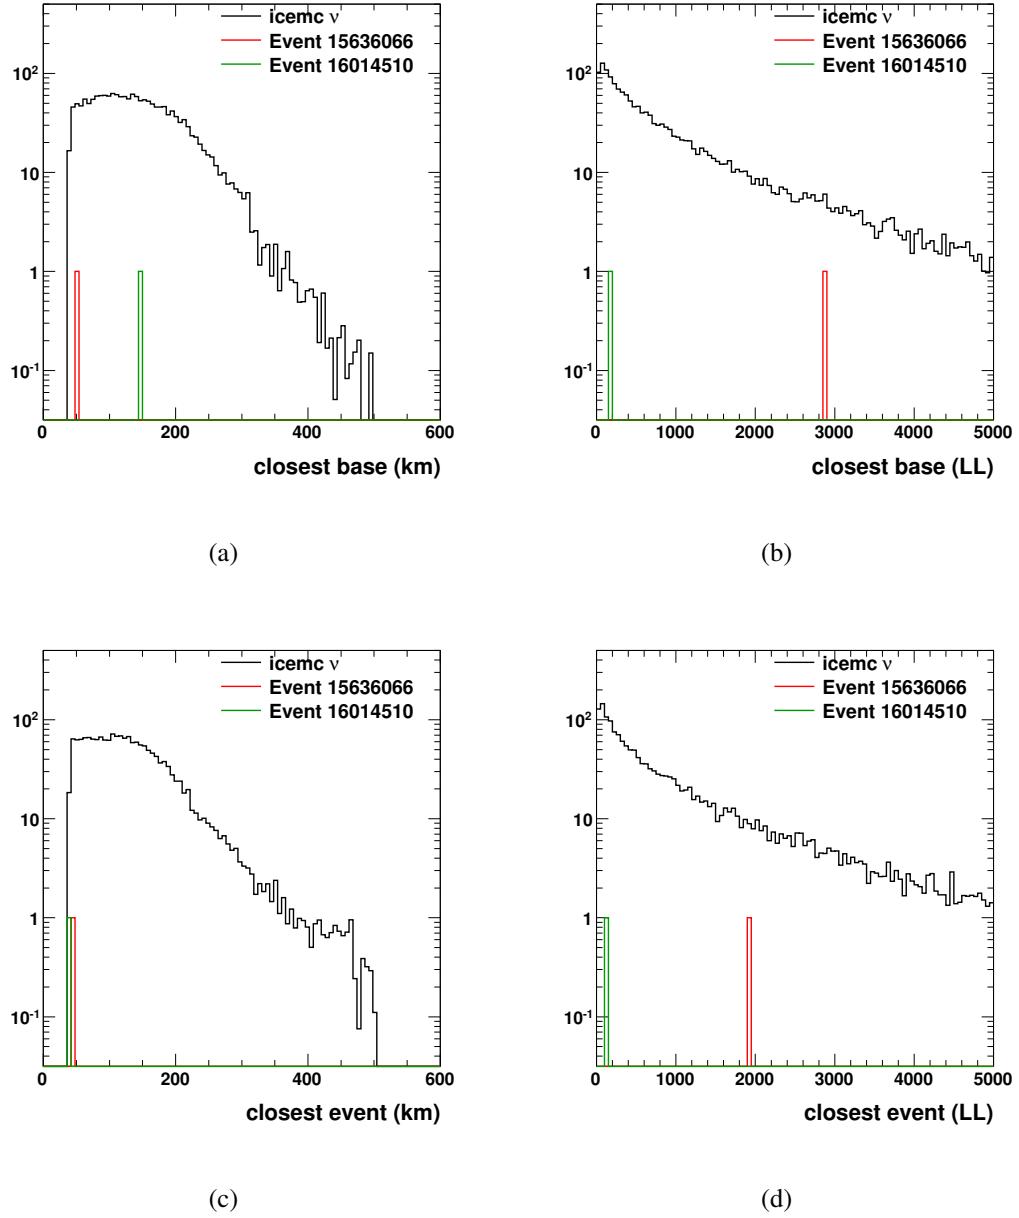 icemc ν
Event 15636066
Event 16014510
10²
10
1
10⁻¹
0 200 400 600
closest base (km)
(a)
icemc ν
Event 15636066
Event 16014510
10²
10
1
10⁻¹
0 1000 2000 3000 4000 5000
closest base (LL)
(b)
icemc ν
Event 15636066
Event 16014510
10²
10
1
10⁻¹
0 200 400 600
closest event (km)
(c)
icemc ν
Event 15636066
Event 16014510
10²
10
1
10⁻¹
0 1000 2000 3000 4000 5000
closest event (LL)
(d)